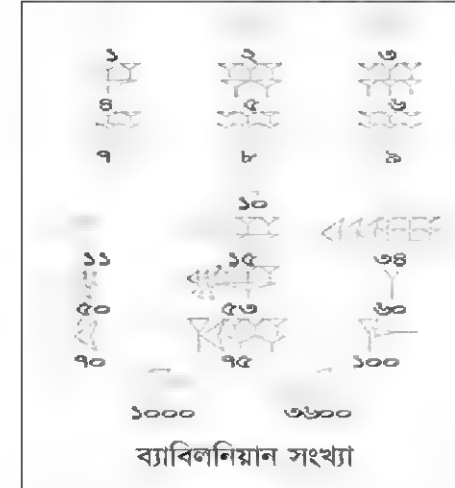 ১ ২ ৩
৪ ৫ ৬
৭ ৮ ৯
১০
১১ ১৫ ৩৪
৫০ ৫৩ ৬০
৭০ ৭৫ ১০০
১০০০ ৩৬০০
ব্যাবিলনিয়ান সংখ্যা